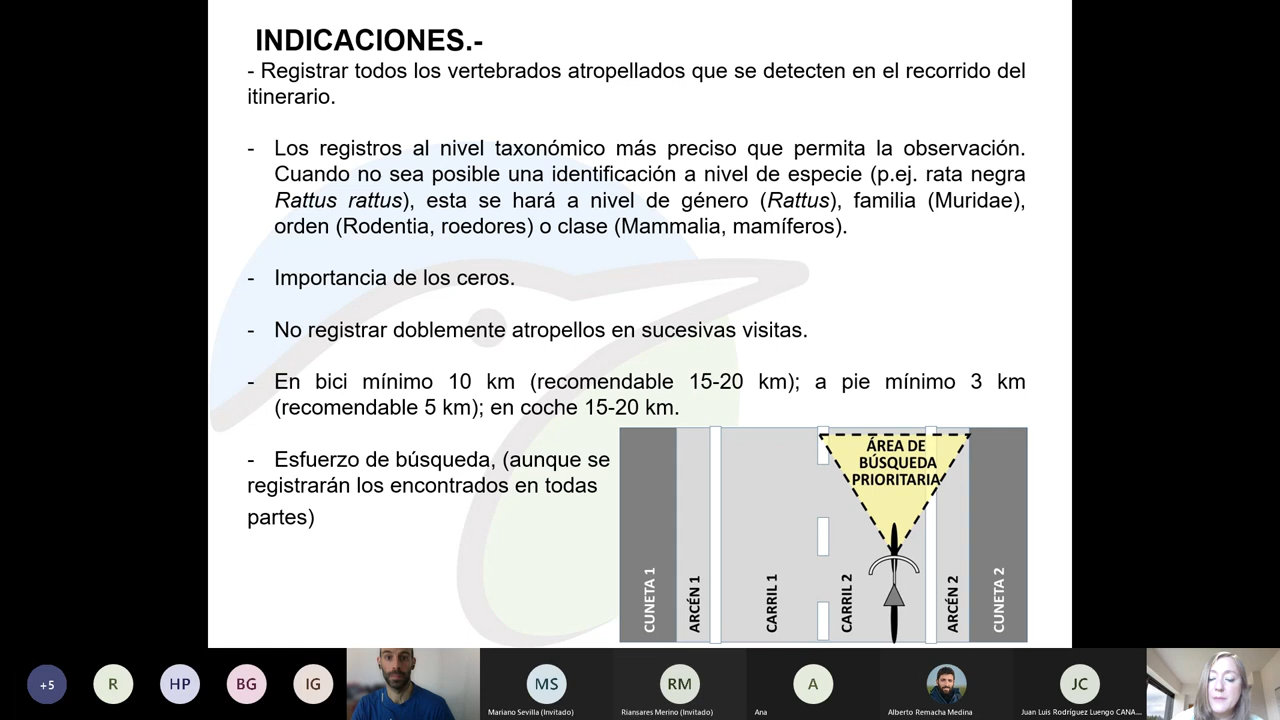 INDICACIONES.-
- Registrar todos los vertebrados atropellados que se detecten en el recorrido del
itinerario.
- Los registros al nivel taxonómico más preciso que permita la observación.
Cuando no sea posible una identificación a nivel de especie (p.ej. rata negra
Rattus rattus), esta se hará a nivel de género (Rattus), familia (Muridae),
orden (Rodentia, roedores) o clase (Mammalia, mamíferos).
- Importancia de los ceros.
- No registrar doblemente atropellos en sucesivas visitas.
- En bici mínimo 10 km (recomendable 15-20 km); a pie mínimo 3 km
(recomendable 5 km); en coche 15-20 km.
- Esfuerzo de búsqueda, (aunque se
registrarán los encontrados en todas
partes)
ÁREA DE
BÚSQUEDA
PRIORITARIA
CUNETA 1
ARCÉN 1
CARRIL 1
CARRIL 2
ARCÉN 2
CUNETA 2
+5
R
HP
BG
IG
MS
Mariano Sevilla (Invitado)
RM
Riansares Merino (Invitado)
A
Ana
Alberto Remacha Medina
JC
Juan Luis Rodríguez Luengo CANA...